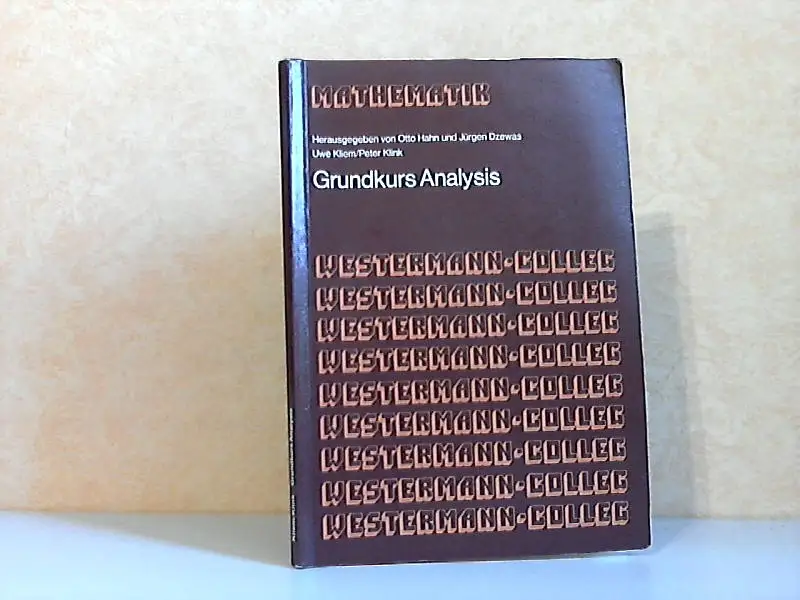 MATHEMATIK
Herausgegeben von Otto Hahn und Jürgen Dzewas
Uwe Kliem/Peter Klink
Grundkurs Analysis
WESTERMANN-COLLEG
WESTERMANN-COLLEG
WESTERMANN-COLLEG
WESTERMANN-COLLEG
WESTERMANN-COLLEG
WESTERMANN-COLLEG
WESTERMANN-COLLEG
WESTERMANN-COLLEG
WESTERMANN-COLLEG